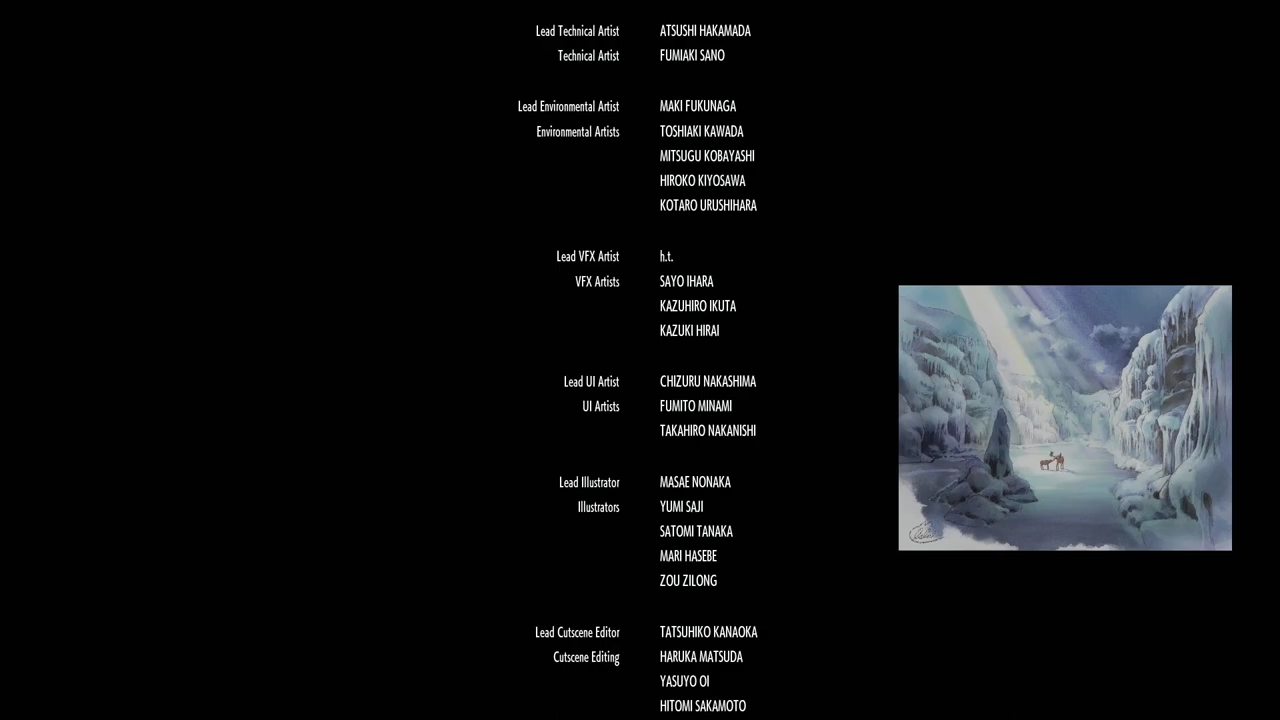 Lead Technical Artist ATSUSHI HAKAMADA
Technical Artist FUMIAKI SANO
Lead Environmental Artist MAKI FUKUNAGA
Environmental Artists TOSHIAKI KAWADA
MITSUGU KOBAYASHI
HIROKO KIYOSAWA
KOTARO URUSHIHARA
Lead VFX Artist h.t.
VFX Artists SAYO IHARA
KAZUHIRO IKUTA
KAZUKI HIRAI
Lead UI Artist CHIZURU NAKASHIMA
UI Artists FUMITO MINAMI
TAKAHIRO NAKANISHI
Lead Illustrator MASAE NONAKA
Illustrators YUMI SAJI
SATOMI TANAKA
MARI HASEBE
ZOU ZILONG
Lead Cutscene Editor TATSUHIKO KANAOKA
Cutscene Editing HARUKA MATSUDA
YASUYO OI
HITOMI SAKAMOTO